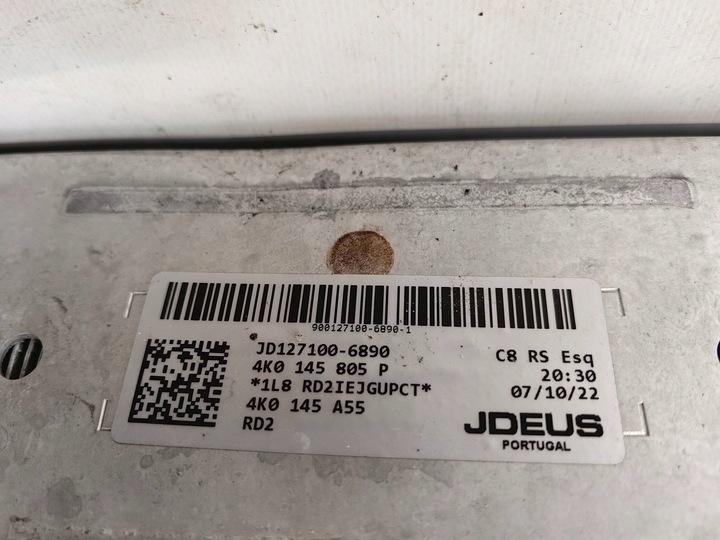 900127100-6890-1
JD127100-6890
4K0 145 805 P
*1L8 RD2IEJGUPCT*
4K0 145 A55
RD2
C8 RS Esq
20:30
07/10/22
JDEUS
PORTUGAL